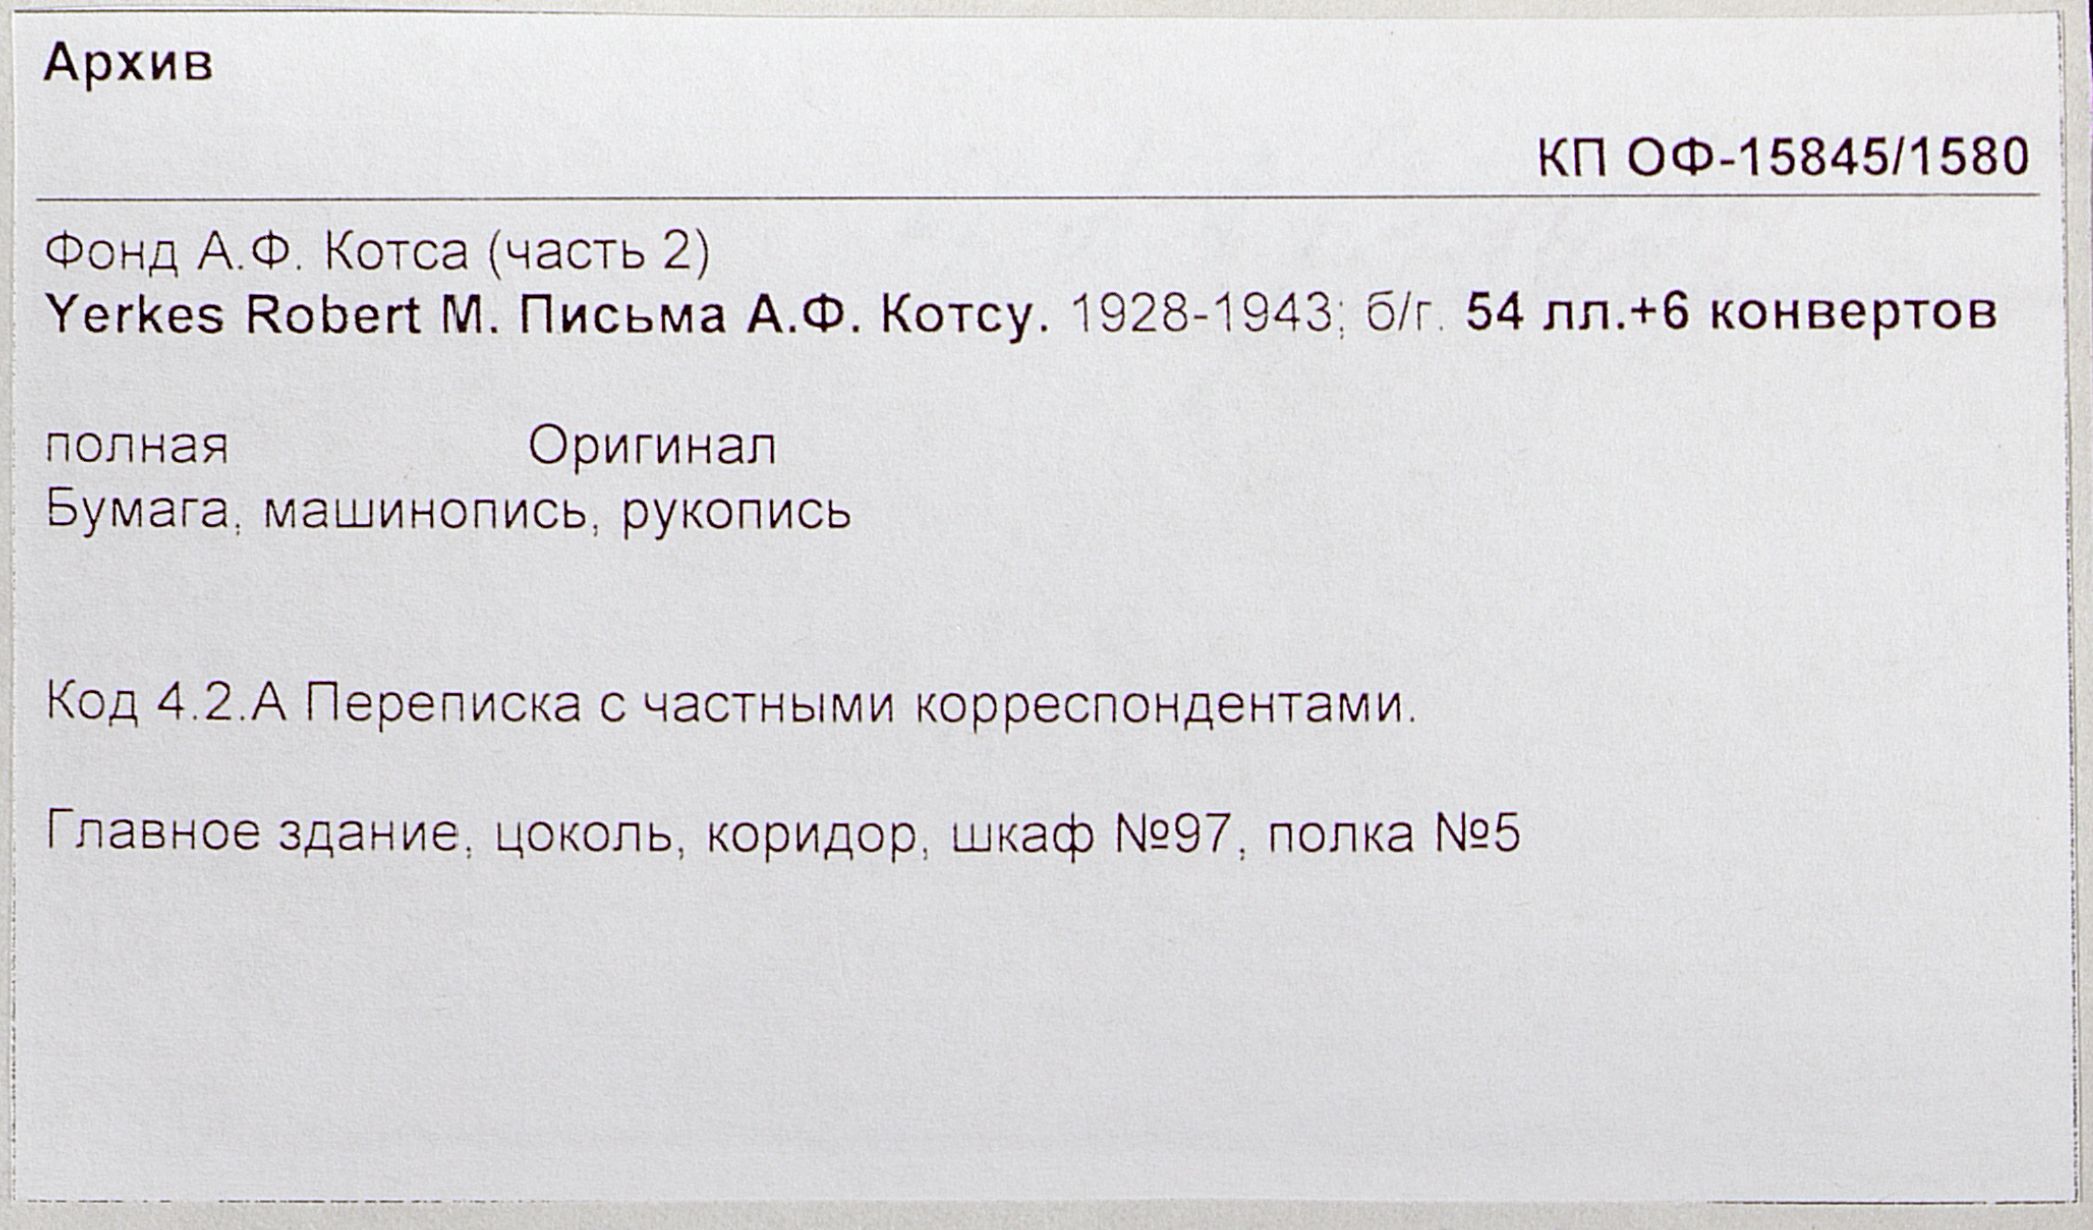 Архив
КП ОФ-15845/1580
Фонд А.Ф. Котса (часть 2)
Yerkes Robert M. Письма А.Ф. Котсу. 1928-1943; б/г. 54 лл.+6 конвертов
полная Оригинал
Бумага, машинопись, рукопись
Код 4.2.А Переписка с частными корреспондентами.
Главное здание, цоколь, коридор, шкаф №97, полка №5